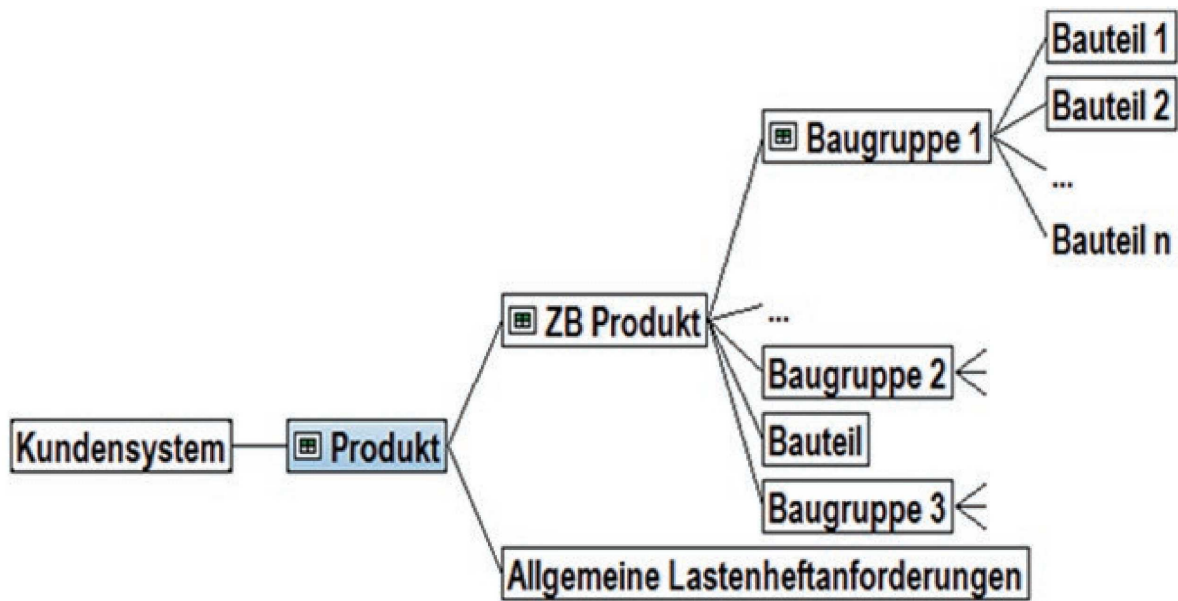 Bauteil 1
Bauteil 2
Baugruppe 1
...
Bauteil n
ZB Produkt
...
Baugruppe 2
Bauteil
Kundensystem
Produkt
Baugruppe 3
Allgemeine Lastenheftanforderungen